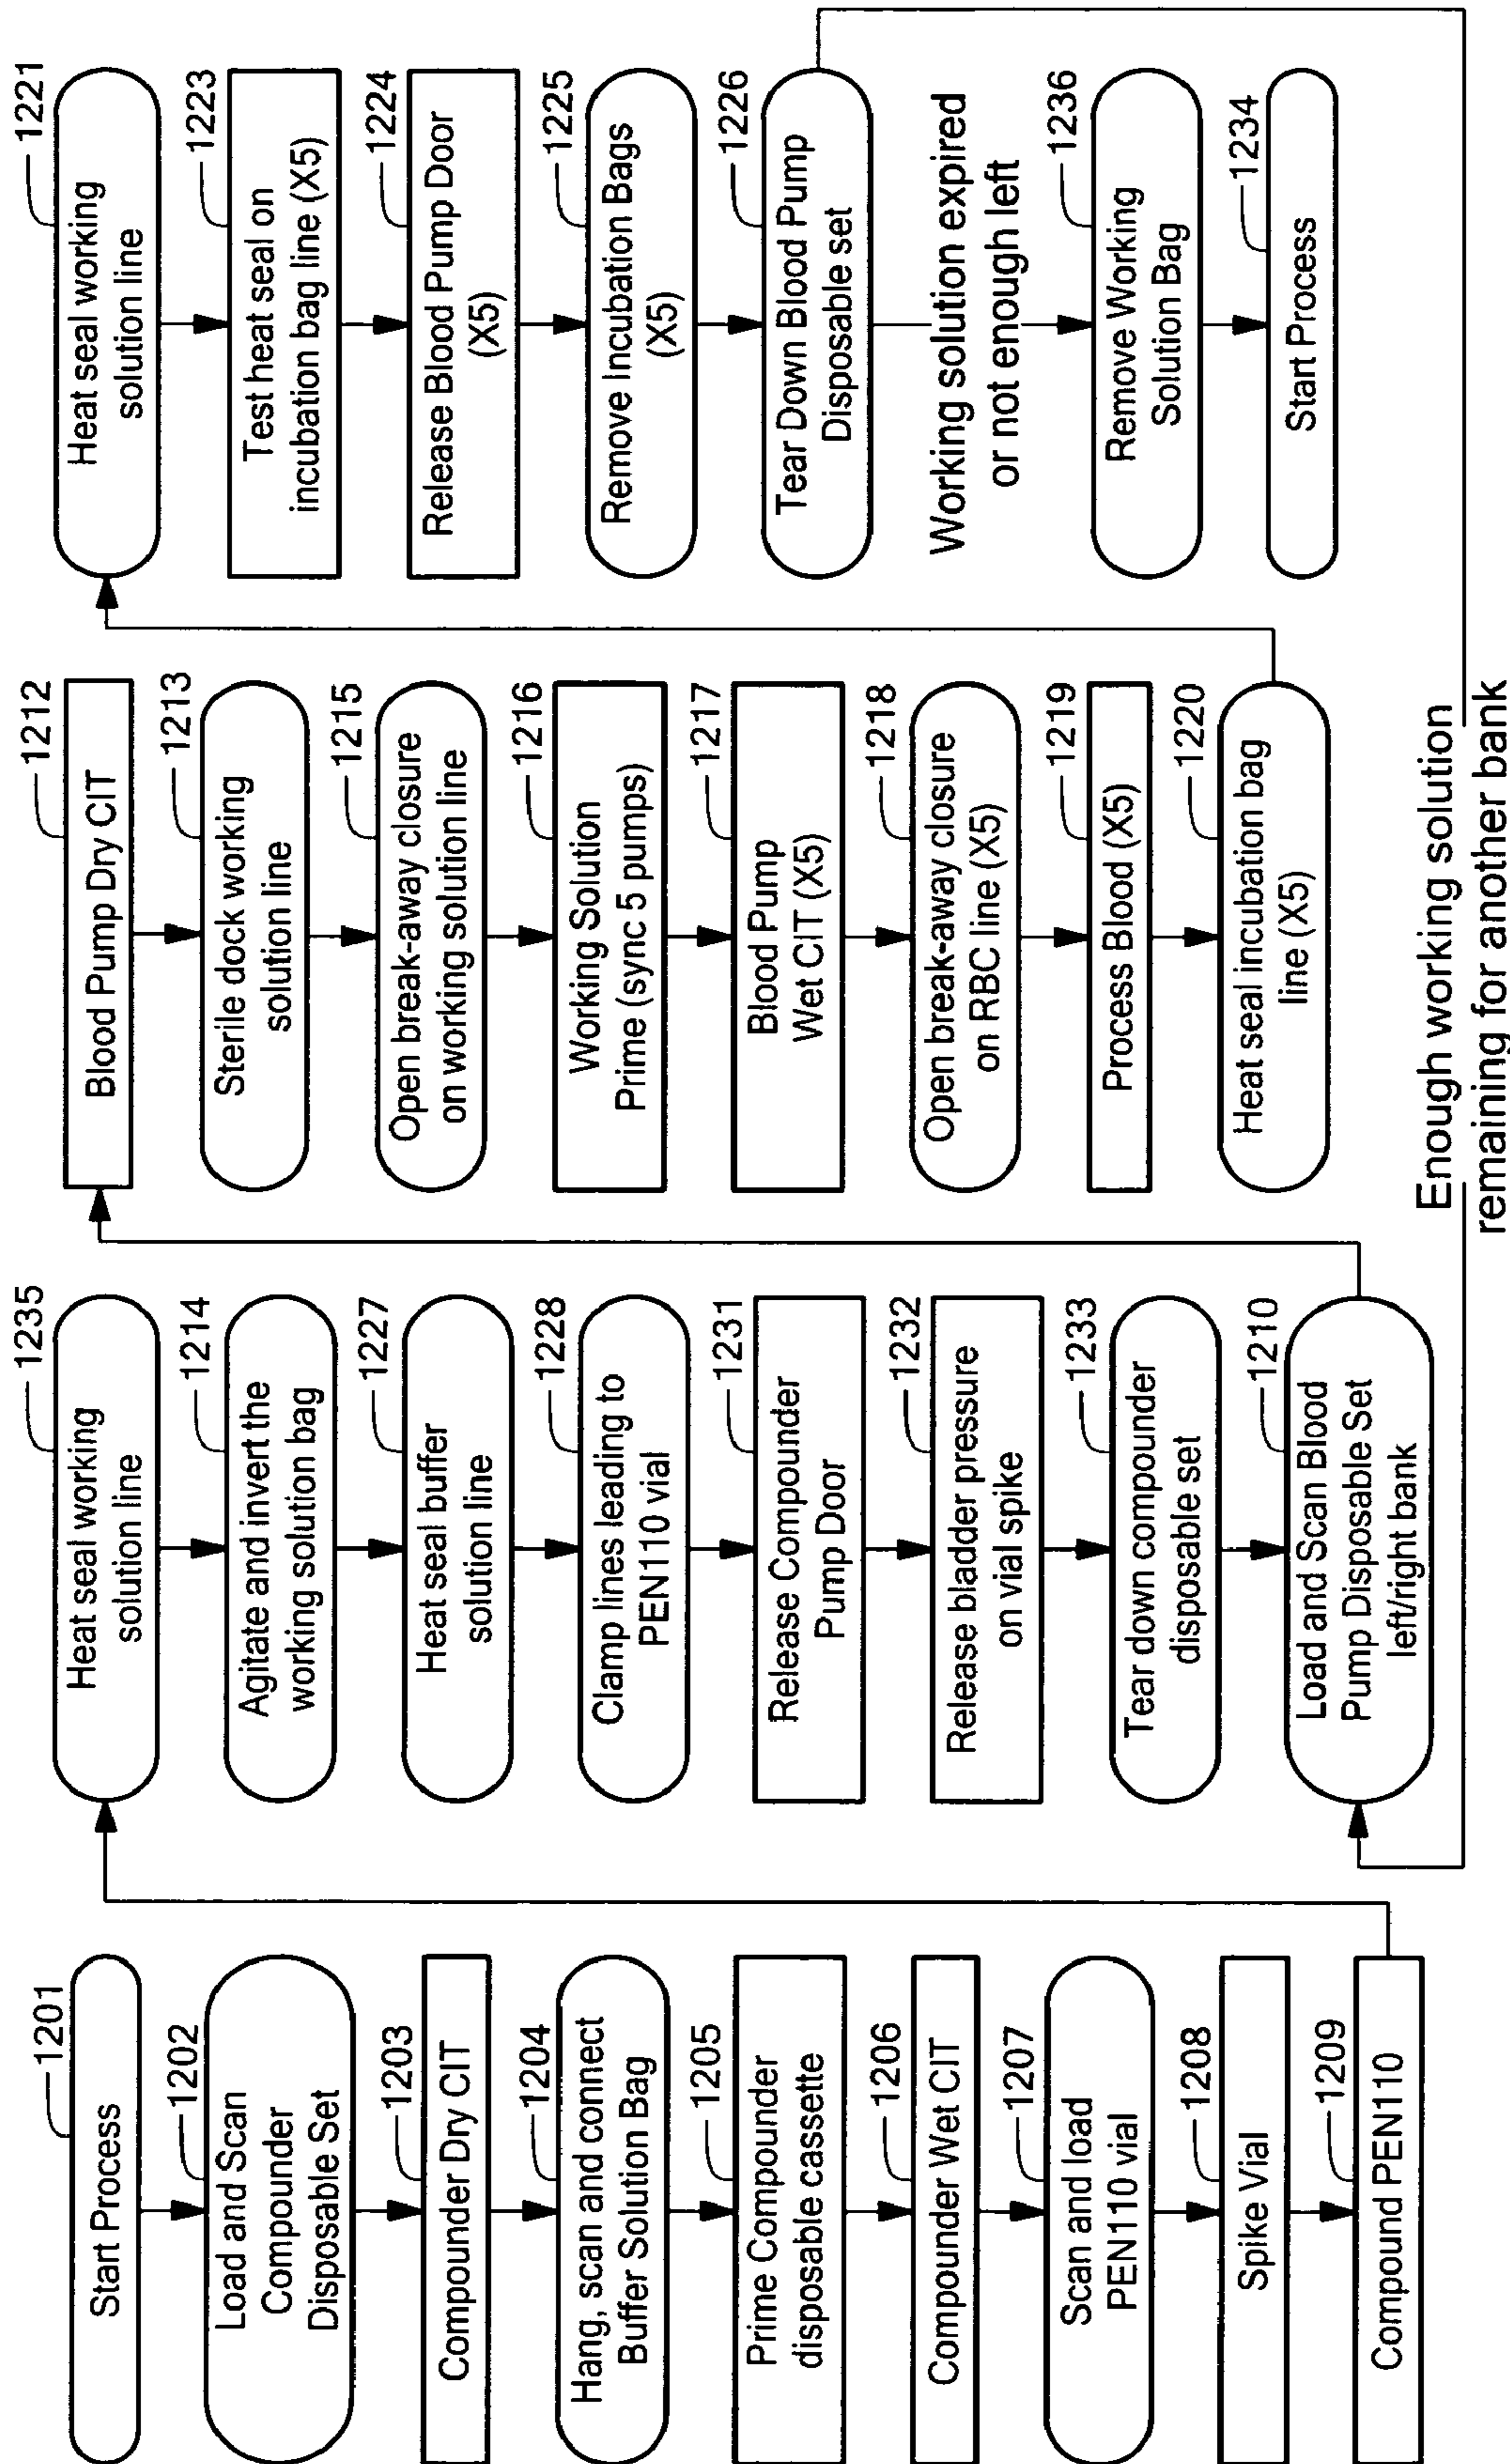 1201
Start Process
1202
Load and Scan
Compounder
Disposable Set
1203
Compounder Dry CIT
1204
Hang, scan and connect
Buffer Solution Bag
1205
Prime Compounder
disposable cassette
1206
Compounder Wet CIT
1207
Scan and load
PEN110 vial
1208
Spike Vial
1209
Compound PEN110
1235
Heat seal working
solution line
1214
Agitate and invert the
working solution bag
1227
Heat seal buffer
solution line
1228
Clamp lines leading to
PEN110 vial
1231
Release Compounder
Pump Door
1232
Release bladder pressure
on vial spike
1233
Tear down compounder
disposable set
1210
Load and Scan Blood
Pump Disposable Set
left/right bank
1212
Blood Pump Dry CIT
1213
Sterile dock working
solution line
1215
Open break-away closure
on working solution line
1216
Working Solution
Prime (sync 5 pumps)
1217
Blood Pump
Wet CIT (X5)
1218
Open break-away closure
on RBC line (X5)
1219
Process Blood (X5)
1220
Heat seal incubation bag
line (X5)
1221
Heat seal working
solution line
1223
Test heat seal on
incubation bag line (X5)
1224
Release Blood Pump Door
(X5)
1225
Remove Incubation Bags
(X5)
1226
Tear Down Blood Pump
Disposable set
Working solution expired
or not enough left
1236
Remove Working
Solution Bag
1234
Start Process
Enough working solution
remaining for another bank